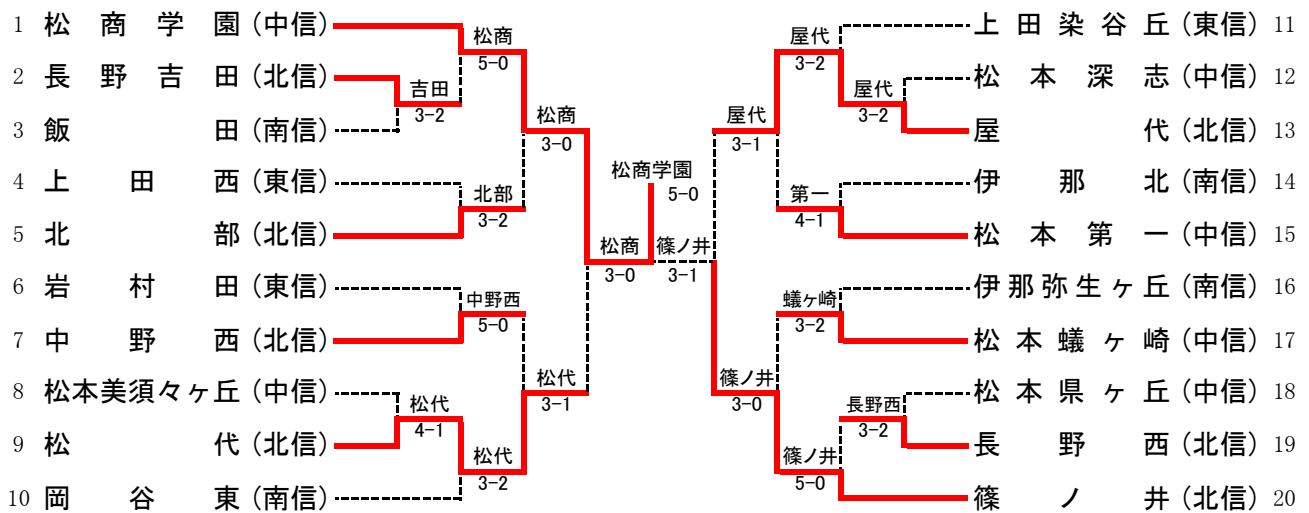 1 松商学園 (中信)
2 長野吉田 (北信)
3 飯田 (南信)
4 上田西 (東信)
5 北部 (北信)
6 岩村田 (東信)
7 中野西 (北信)
8 松本美須々ヶ丘 (中信)
9 松代 (北信)
10 岡谷東 (南信)
吉田
3-2
松代
4-1
松商
5-0
北部
3-2
中野西
5-0
松代
3-2
松商
3-0
松代
3-1
松商
3-0
松商学園
5-0
篠ノ井
3-1
屋代
3-1
篠ノ井
3-0
屋代
3-2
第一
4-1
蟻ヶ崎
3-2
篠ノ井
5-0
屋代
3-2
長野西
3-2
上田染谷丘 (東信) 11
松本深志 (中信) 12
屋代 (北信) 13
伊那北 (南信) 14
松本第一 (中信) 15
伊那弥生ヶ丘 (南信) 16
松本蟻ヶ崎 (中信) 17
松本県ヶ丘 (中信) 18
長野西 (北信) 19
篠ノ井 (北信) 20